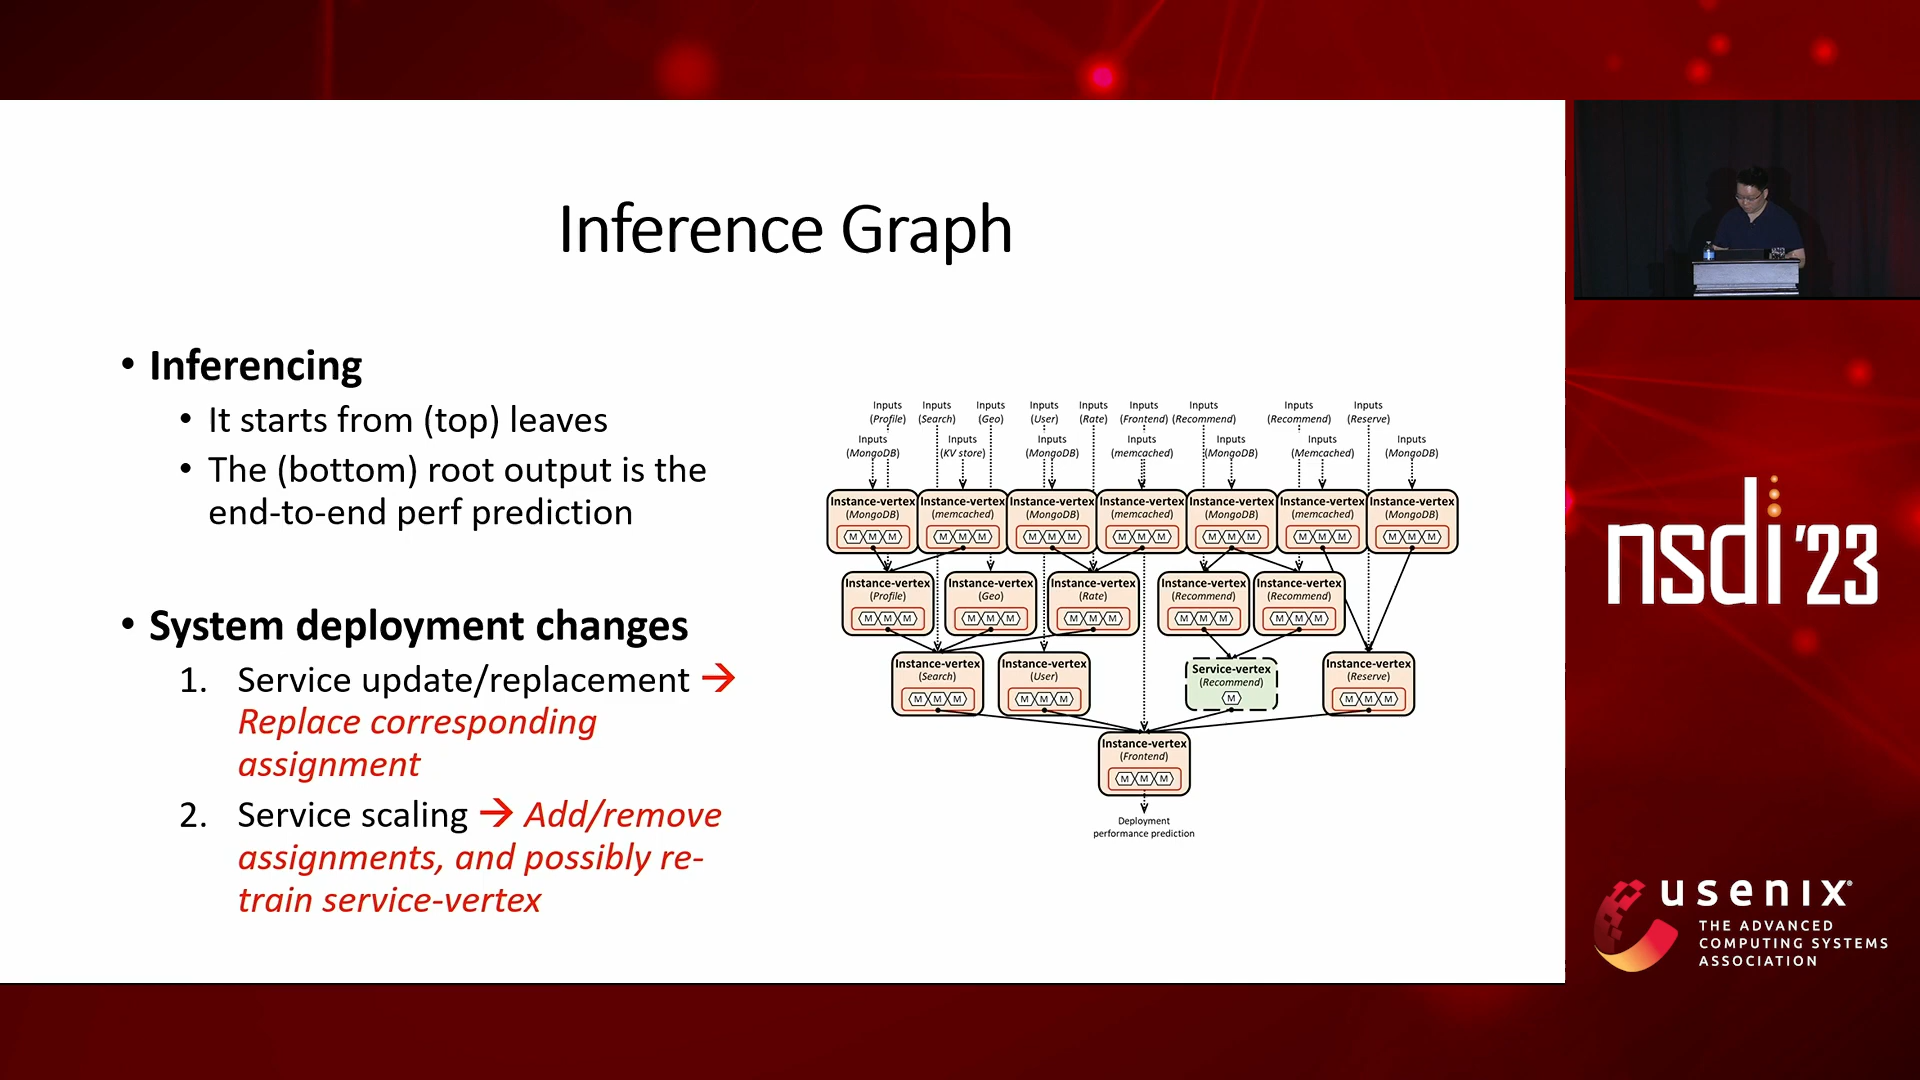 Inference Graph
• Inferencing
• It starts from (top) leaves
• The (bottom) root output is the
end-to-end perf prediction
• System deployment changes
1. Service update/replacement →
Replace corresponding
assignment
2. Service scaling → Add/remove
assignments, and possibly re-
train service-vertex
Inputs Inputs Inputs Inputs Inputs Inputs Inputs Inputs Inputs
(Profile) (Search) (Geo) (User) (Rate) (Frontend) (Recommend) (Recommend) (Reserve)
Inputs Inputs Inputs Inputs Inputs Inputs Inputs
(MongoDB) (KV store) (MongoDB) (memcached) (MongoDB) (Memcached) (MongoDB)
Instance-vertex Instance-vertex Instance-vertex Instance-vertex Instance-vertex Instance-vertex Instance-vertex
(MongoDB) (memcached) (MongoDB) (memcached) (MongoDB) (memcached) (MongoDB)
M M M M M M M M M M M M M M M M M M M M M
Instance-vertex Instance-vertex Instance-vertex Instance-vertex Instance-vertex
(Profile) (Geo) (Rate) (Recommend) (Recommend)
M M M M M M M M M M M M M M M
Instance-vertex Instance-vertex Service-vertex Instance-vertex
(Search) (User) (Recommend) (Reserve)
M M M M M M M M M M
Instance-vertex
(Frontend)
M M M
Deployment
performance prediction
nsdi '23
usenix®
THE ADVANCED
COMPUTING SYSTEMS
ASSOCIATION